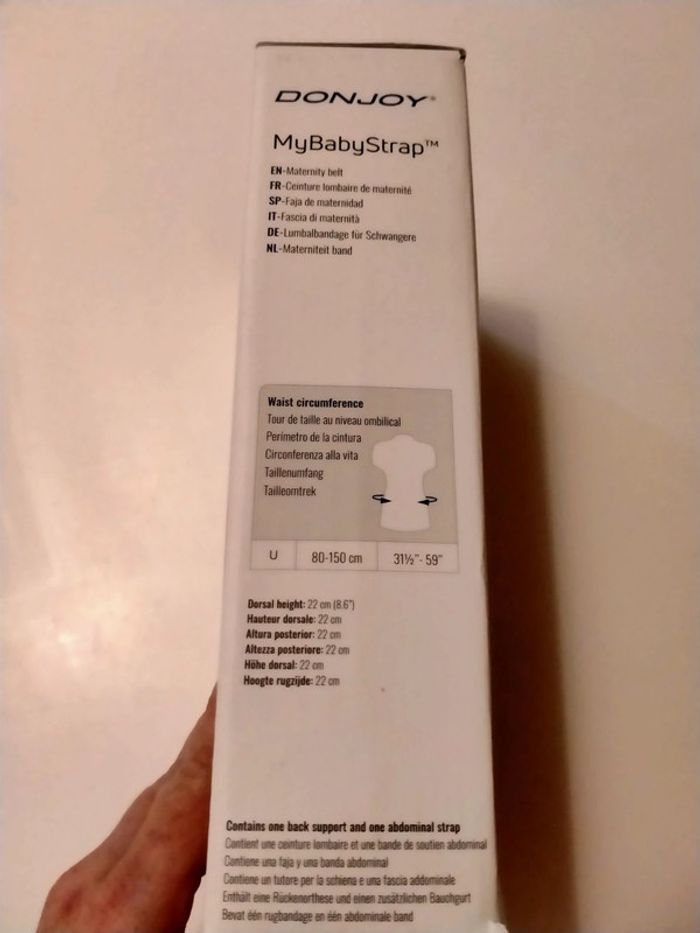 DONJOY®
MyBabyStrap™
EN-Maternity belt
FR-Ceinture lombaire de maternité
SP-Faja de maternidad
IT-Fascia di maternità
DE-Lumbalbandage für Schwangere
NL-Materniteit band
Waist circumference
Tour de taille au niveau ombilical
Perímetro de la cintura
Circonferenza alla vita
Taillenumfang
Tailleomtrek
U 80-150 cm 31½"- 59"
Dorsal height: 22 cm (8.6")
Hauteur dorsale: 22 cm
Altura posterior: 22 cm
Altezza posteriore: 22 cm
Höhe dorsal: 22 cm
Hoogte rugzijde: 22 cm
Contains one back support and one abdominal strap
Contient une ceinture lombaire et une bande de soutien abdominal
Contiene una faja y una banda abdominal
Contiene un tutore per la schiena e una fascia addominale
Enthält eine Rückenorthese und einen zusätzlichen Bauchgurt
Bevat één rugbandage en één abdominale band